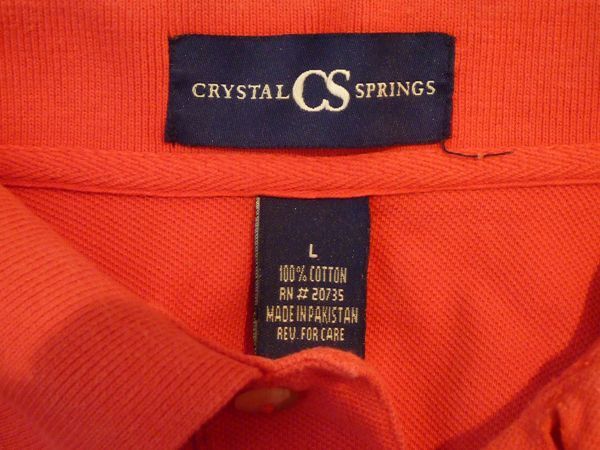 CRYSTAL CS SPRINGS
L
100% COTTON
RN # 20735
MADE IN PAKISTAN
REV. FOR CARE